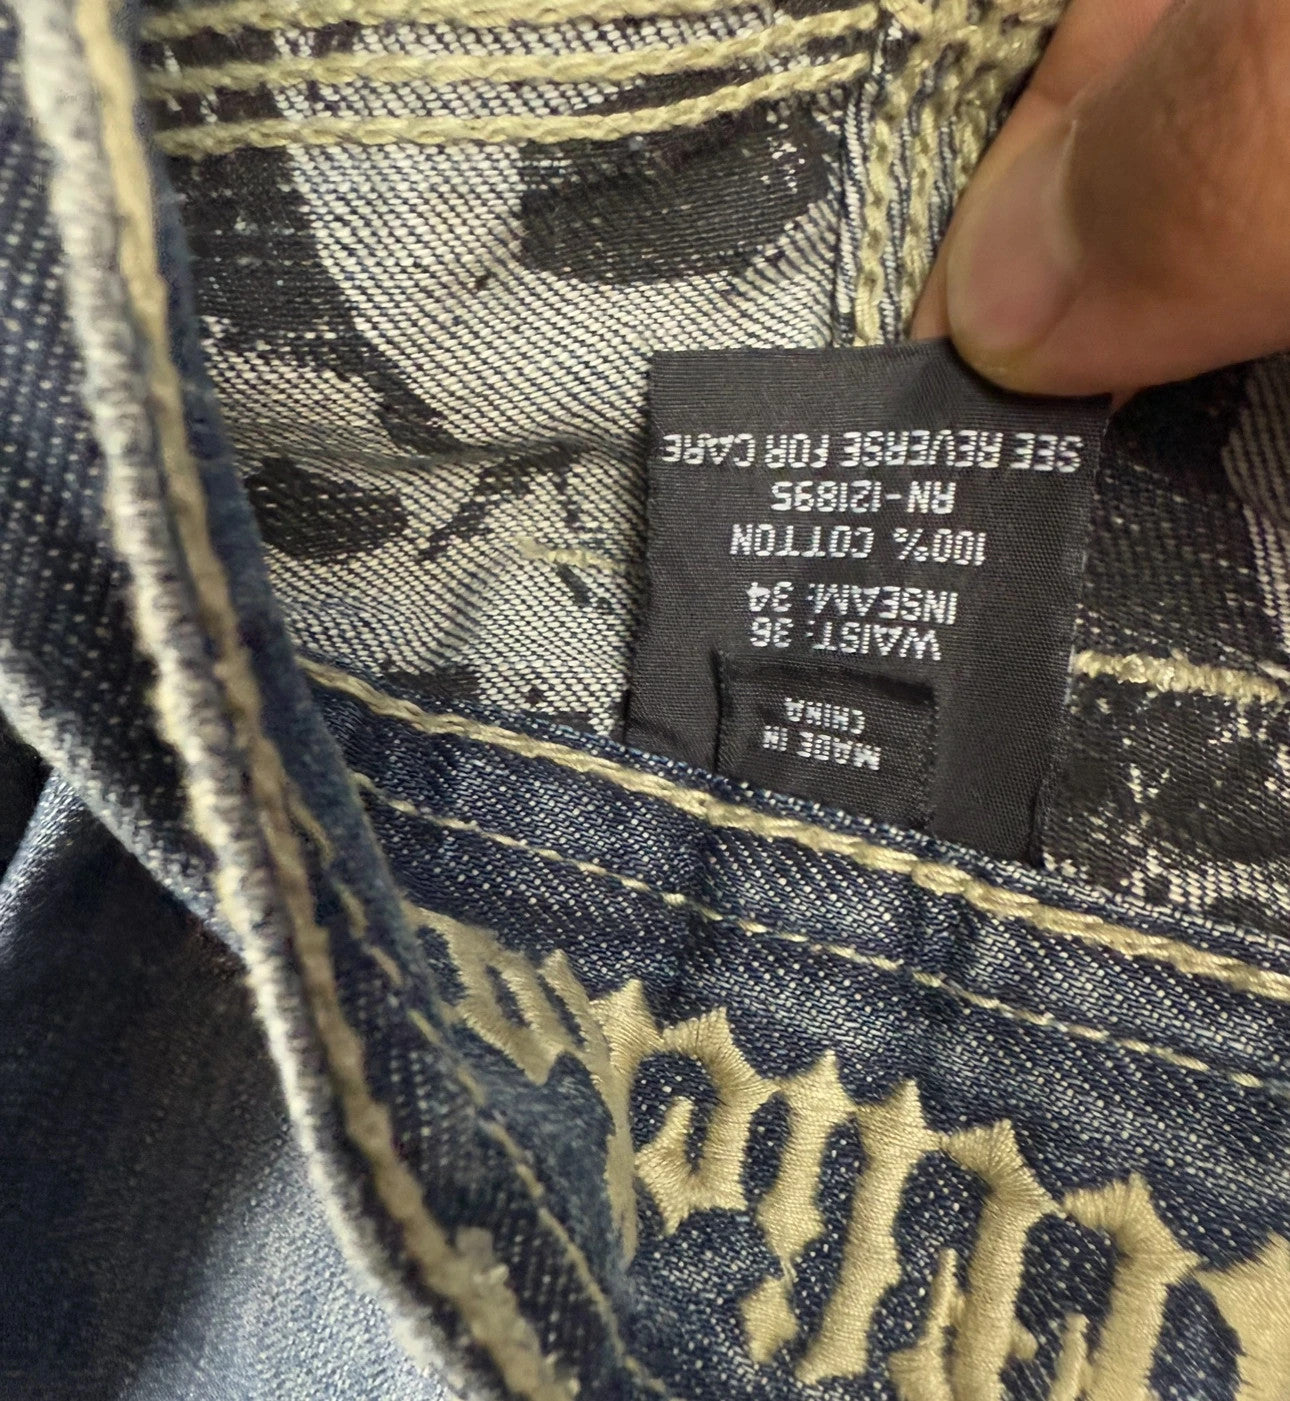 SEE REVERSE FOR CARE
RN-121895
100% COTTON
INSEAM: 34
WAIST: 36
MADE IN
CHINA